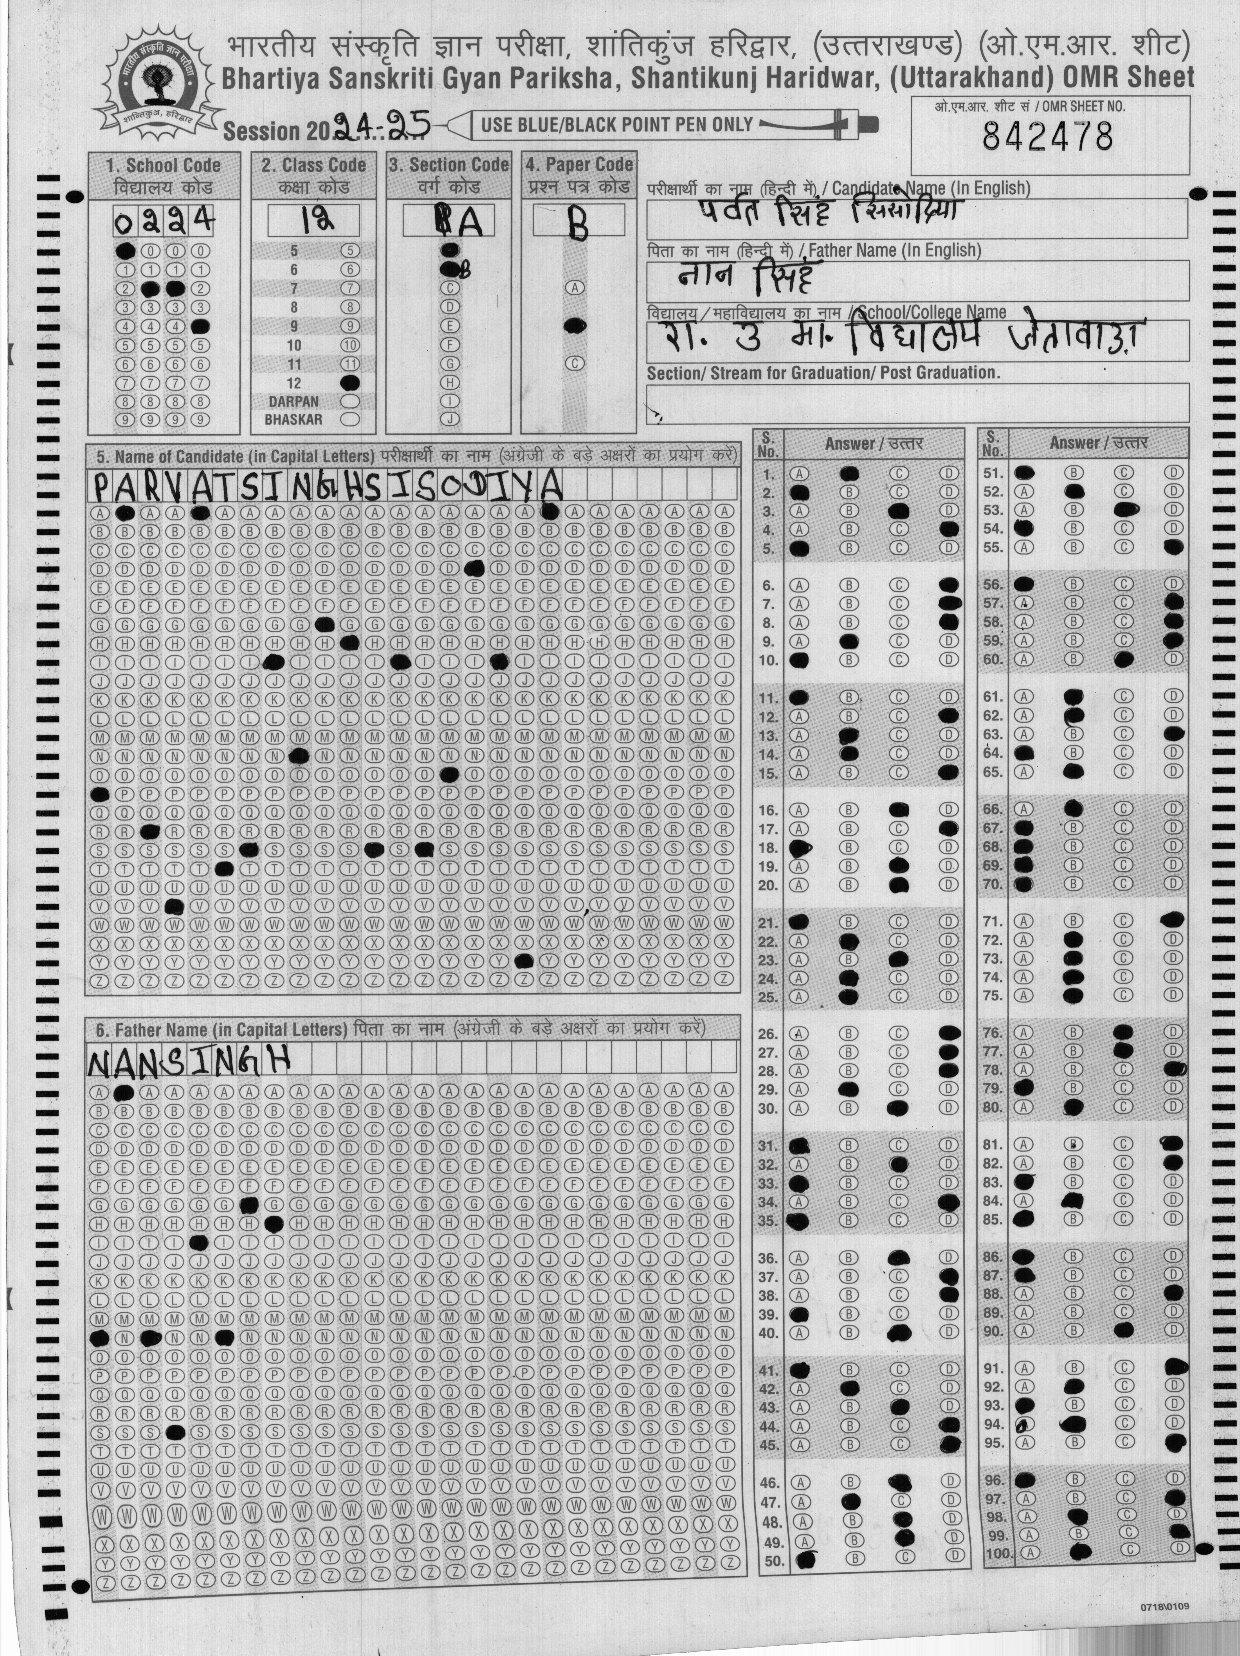 भारतीय संस्कृति ज्ञान परीक्षा, शांतिकुंज हरिद्वार, (उत्तराखण्ड) (ओ.एम.आर. शीट)
Bhartiya Sanskriti Gyan Pariksha, Shantikunj Haridwar, (Uttarakhand) OMR Sheet
Session 2024-25
USE BLUE/BLACK POINT PEN ONLY
ओ.एम.आर. शीट सं / OMR SHEET NO.
842478
1. School Code
विद्यालय कोड
0224
2. Class Code
कक्षा कोड
12
5
6
7
8
9
10
11
12
DARPAN
BHASKAR
3. Section Code
वर्ग कोड
A
4. Paper Code
प्रश्न पत्र कोड
B
परीक्षार्थी का नाम (हिन्दी में) / Candidate Name (In English)
पर्वत सिंह सिसोदिया
पिता का नाम (हिन्दी में) / Father Name (In English)
नान सिंह
विद्यालय / महाविद्यालय का नाम / School/College Name
रा. उ मा. विद्यालय जेतावाडा
Section/ Stream for Graduation/ Post Graduation.
5. Name of Candidate (in Capital Letters) परीक्षार्थी का नाम (अंग्रेजी के बड़े अक्षरों का प्रयोग करें)
PARVATSINGHSISODIYA
6. Father Name (in Capital Letters) पिता का नाम (अंग्रेजी के बड़े अक्षरों का प्रयोग करें)
NANSINGH
S. No. Answer / उत्तर
S. No. Answer / उत्तर
0718\0109